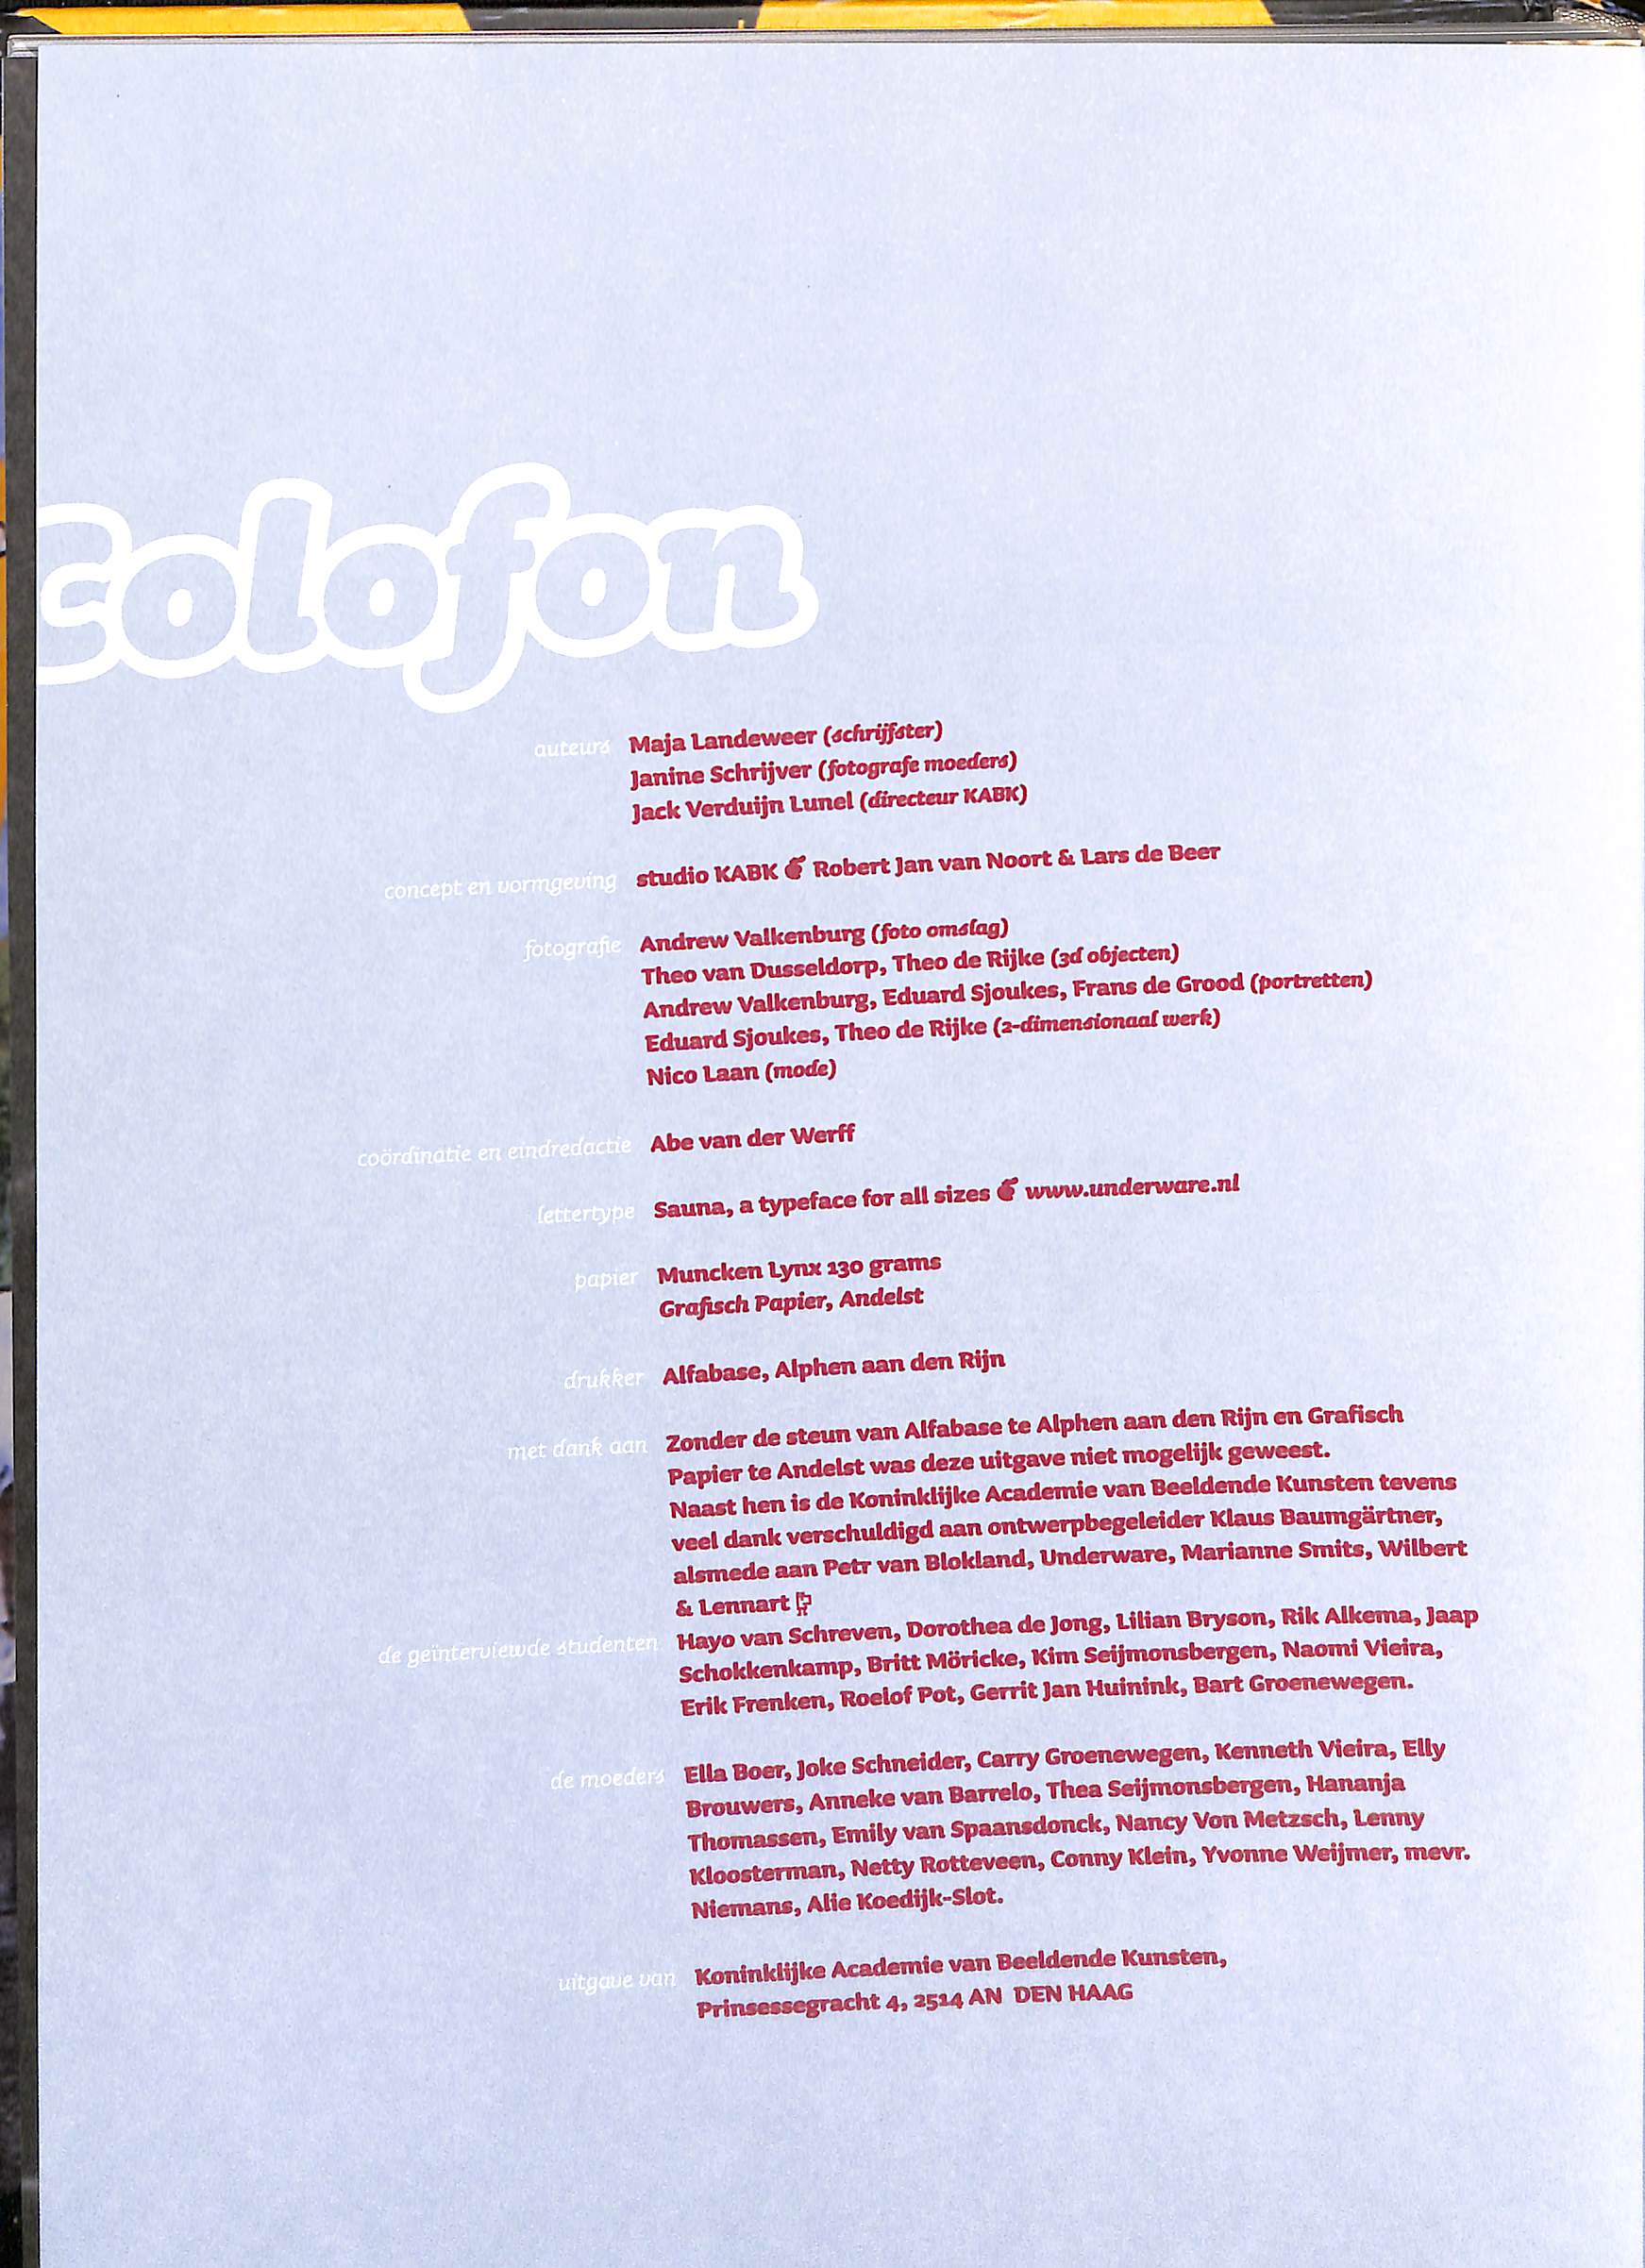 Colofon
auteurs Maja Landeweer (schrijfster)
Janine Schrijver (fotografe moeders)
Jack Verduijn Lunel (directeur KABK)
concept en vormgeving studio KABK Robert Jan van Noort & Lars de Beer
fotografie Andrew Valkenburg (foto omslag)
Theo van Dusseldorp, Theo de Rijke (3d objecten)
Andrew Valkenburg, Eduard Sjoukes, Frans de Grood (portretten)
Eduard Sjoukes, Theo de Rijke (2-dimensionaal werk)
Nico Laan (mode)
coördinatie en eindredactie Abe van der Werff
lettertype Sauna, a typeface for all sizes www.underware.nl
papier Muncken Lynx 130 grams
Grafisch Papier, Andelst
drukker Alfabase, Alphen aan den Rijn
met dank aan Zonder de steun van Alfabase te Alphen aan den Rijn en Grafisch
Papier te Andelst was deze uitgave niet mogelijk geweest.
Naast hen is de Koninklijke Academie van Beeldende Kunsten tevens
veel dank verschuldigd aan ontwerpbegeleider Klaus Baumgärtner,
alsmede aan Petr van Blokland, Underware, Marianne Smits, Wilbert
& Lennart
de geïnterviewde studenten Hayo van Schreven, Dorothea de Jong, Lilian Bryson, Rik Alkema, Jaap
Schokkenkamp, Britt Möricke, Kim Seijmonsbergen, Naomi Vieira,
Erik Frenken, Roelof Pot, Gerrit Jan Huinink, Bart Groenewegen.
de moeders Ella Boer, Joke Schneider, Carry Groenewegen, Kenneth Vieira, Elly
Brouwers, Anneke van Barrelo, Thea Seijmonsbergen, Hananja
Thomassen, Emily van Spaansdonck, Nancy Von Metzsch, Lenny
Kloosterman, Netty Rotteveen, Conny Klein, Yvonne Weijmer, mevr.
Niemans, Alie Koedijk-Slot.
uitgave van Koninklijke Academie van Beeldende Kunsten,
Prinsessegracht 4, 2514 AN DEN HAAG